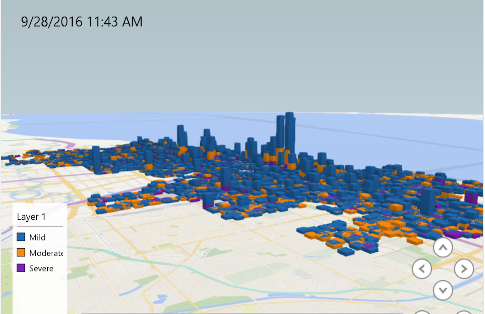 9/28/2016 11:43 AM
Layer 1
Mild
Moderate
Severe